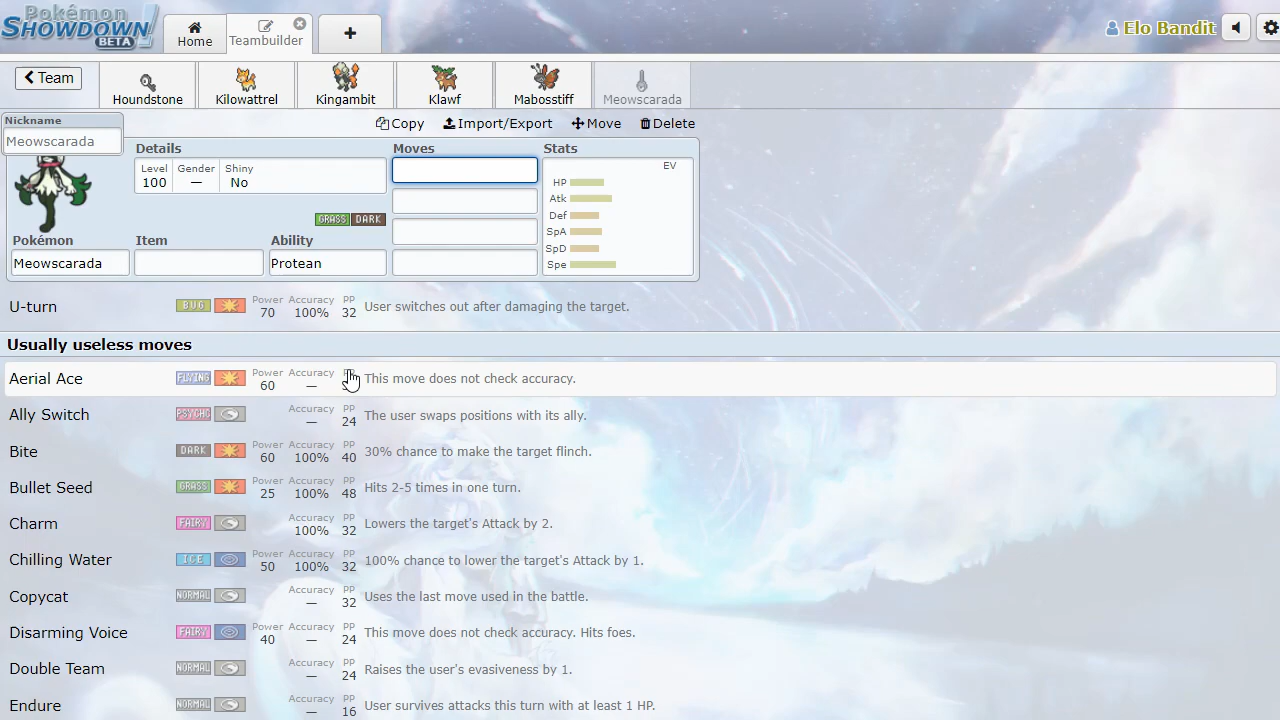 Pokémon
SHOWDOWN!
BETA
Home
Teambuilder
Elo Bandit
Team
Houndstone
Kilowattrel
Kingambit
Klawf
Mabosstiff
Meowscarada
Nickname
Meowscarada
Copy
Import/Export
Move
Delete
Details
Moves
Stats
Level
Gender
Shiny
EV
100
—
No
HP
Atk
Def
SpA
SpD
Spe
GRASS
DARK
Pokémon
Item
Ability
Meowscarada
Protean
U-turn BUG Power 70 Accuracy 100% PP 32 User switches out after damaging the target.
Usually useless moves
Aerial Ace FLYING Power 60 Accuracy — This move does not check accuracy.
Ally Switch PSYCHC Accuracy — PP 24 The user swaps positions with its ally.
Bite DARK Power 60 Accuracy 100% PP 40 30% chance to make the target flinch.
Bullet Seed GRASS Power 25 Accuracy 100% PP 48 Hits 2-5 times in one turn.
Charm FAIRY Accuracy 100% PP 32 Lowers the target's Attack by 2.
Chilling Water ICE Power 50 Accuracy 100% PP 32 100% chance to lower the target's Attack by 1.
Copycat NORMAL Accuracy — PP 32 Uses the last move used in the battle.
Disarming Voice FAIRY Power 40 Accuracy — PP 24 This move does not check accuracy. Hits foes.
Double Team NORMAL Accuracy — PP 24 Raises the user's evasiveness by 1.
Endure NORMAL Accuracy — PP 16 User survives attacks this turn with at least 1 HP.